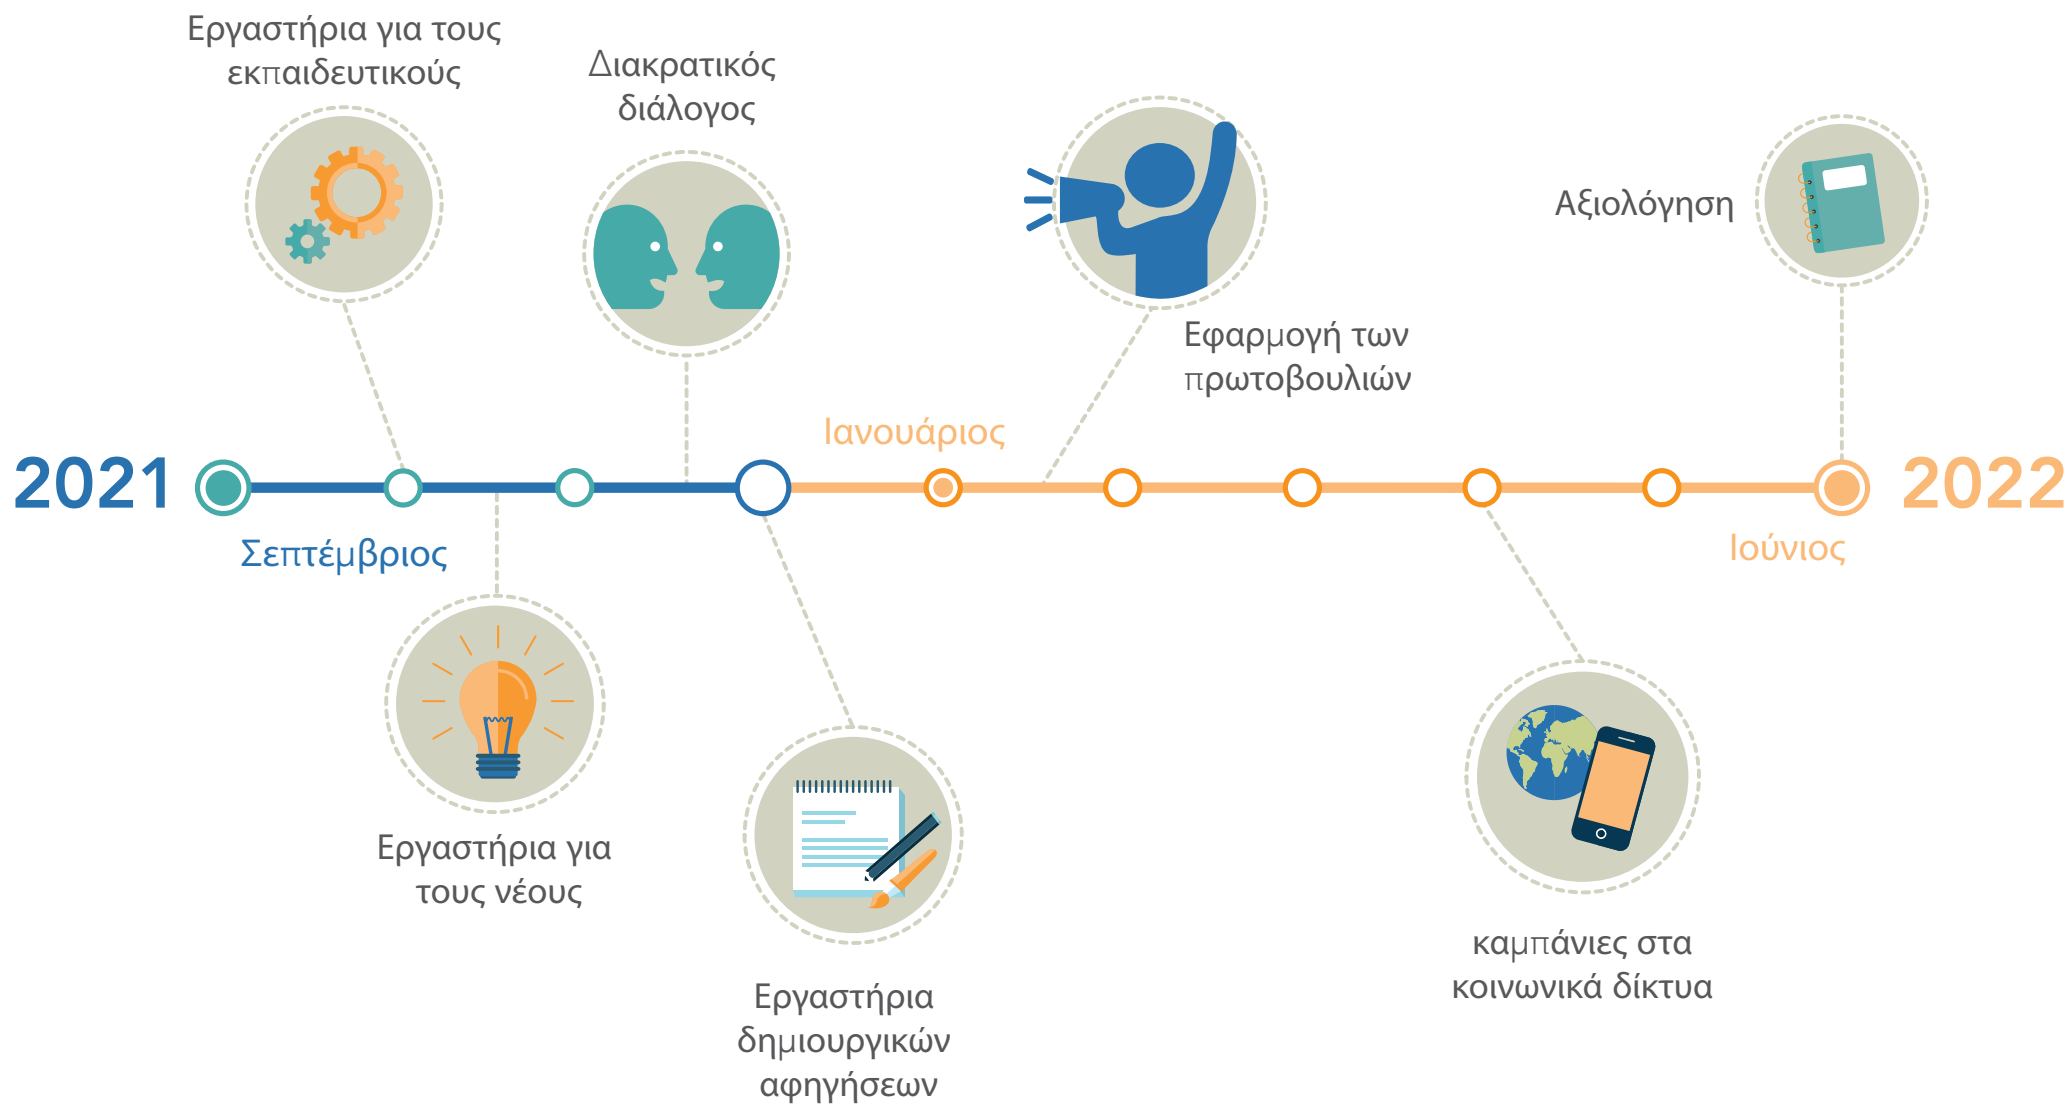 Εργαστήρια για τους
εκπαιδευτικούς
Διακρατικός
διάλογος
Εφαρμογή των
πρωτοβουλιών
Αξιολόγηση
2021
Σεπτέμβριος
Ιανουάριος
Ιούνιος
2022
Εργαστήρια για
τους νέους
Εργαστήρια
δημιουργικών
αφηγήσεων
καμπάνιες στα
κοινωνικά δίκτυα